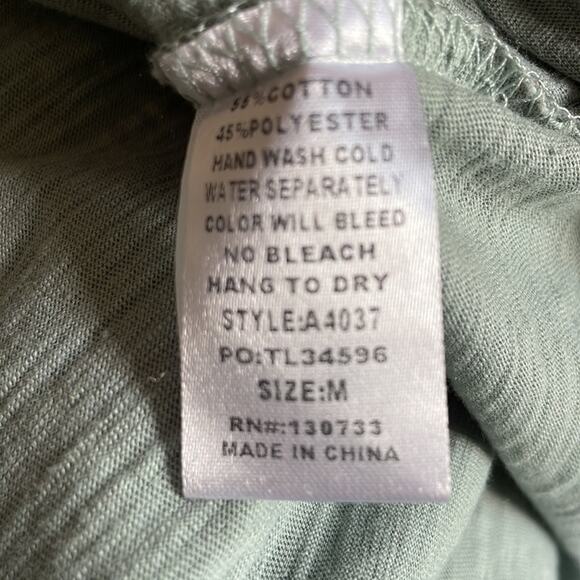 55%COTTON
45%POLYESTER
HAND WASH COLD
WATER SEPARATELY
COLOR WILL BLEED
NO BLEACH
HANG TO DRY
STYLE:A4037
PO:TL34596
SIZE:M
RN#:130733
MADE IN CHINA